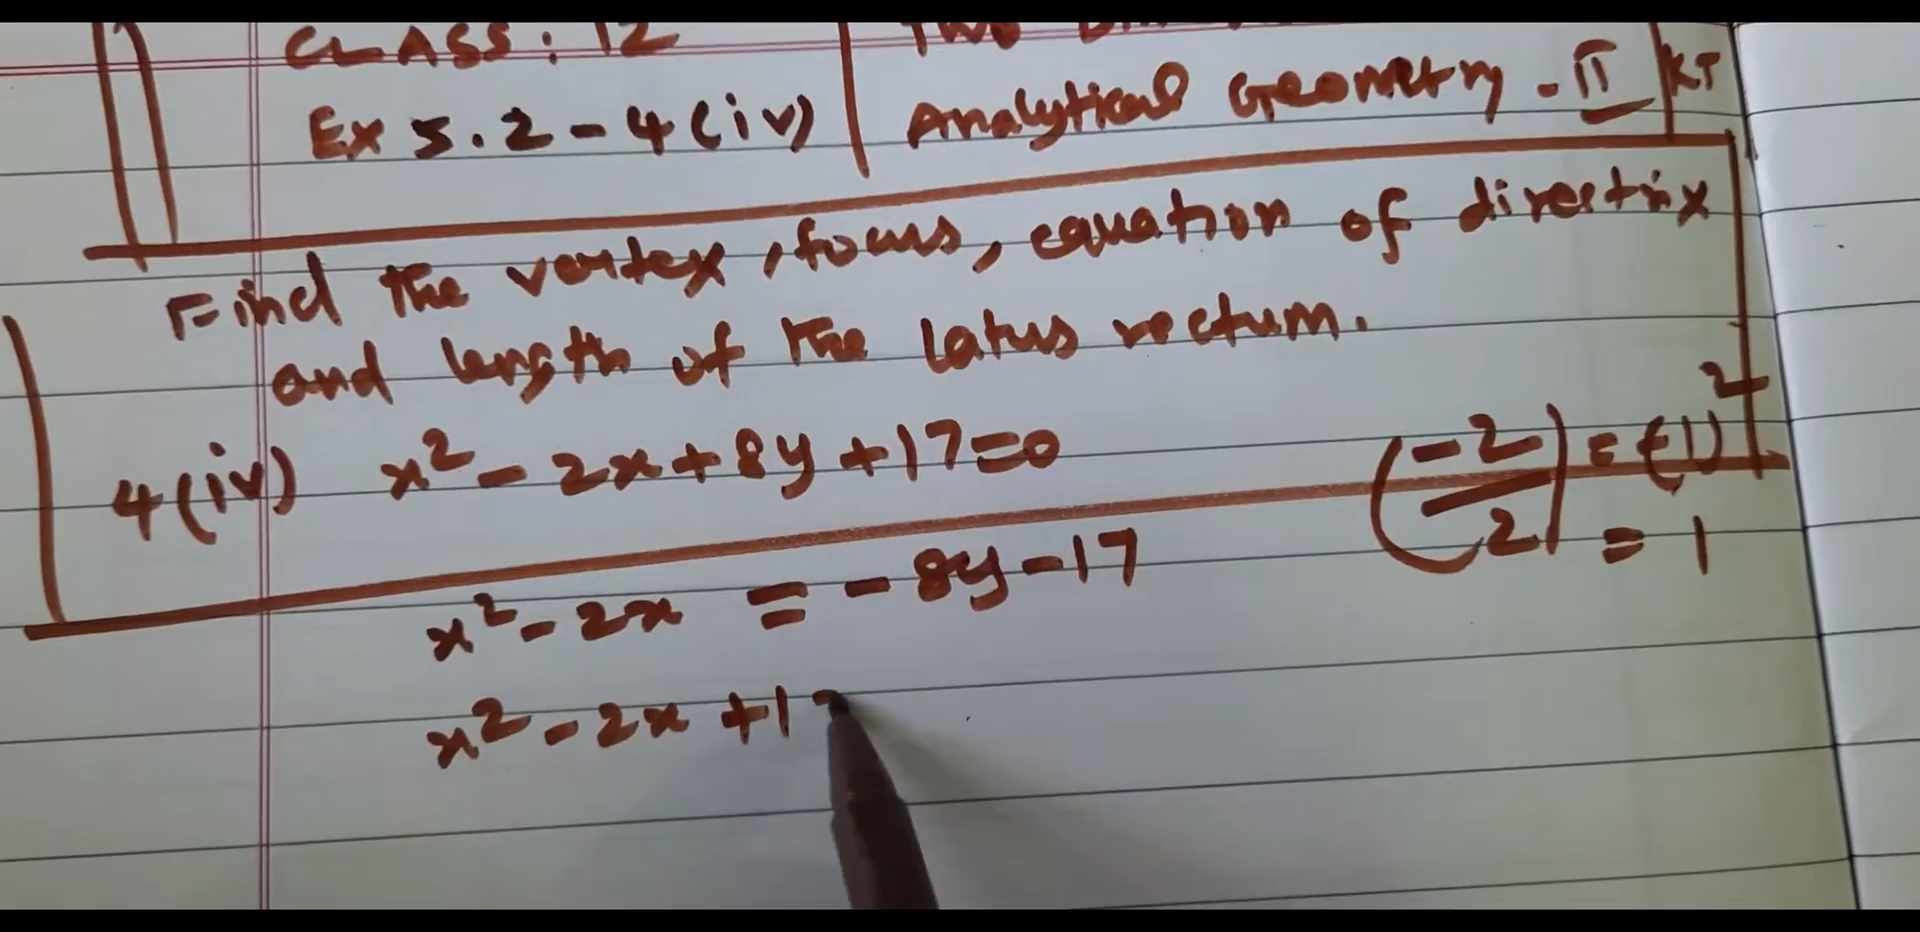 CLASS: 12
Two
Ex 5.2-4(iv)
Analytical Geometry - II
KT
Find the vertex, focus, equation of directrix
and length of the latus rectum.
4(iv) x² - 2x + 8y + 17 = 0
(-2/2) = (-1)²
= 1
x² - 2x = - 8y - 17
x² - 2x + 1